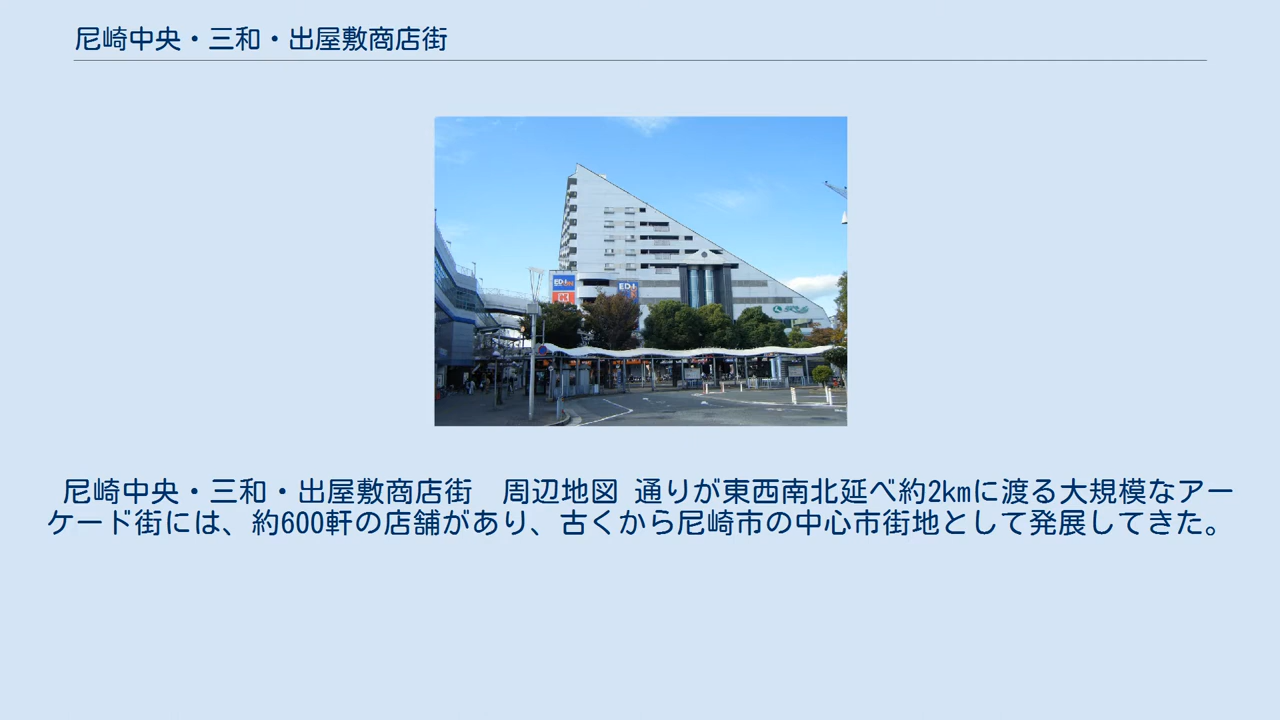 尼崎中央・三和・出屋敷商店街
尼崎中央・三和・出屋敷商店街　周辺地図 通りが東西南北延べ約2kmに渡る大規模なアー
ケード街には、約600軒の店舗があり、古くから尼崎市の中心市街地として発展してきた。